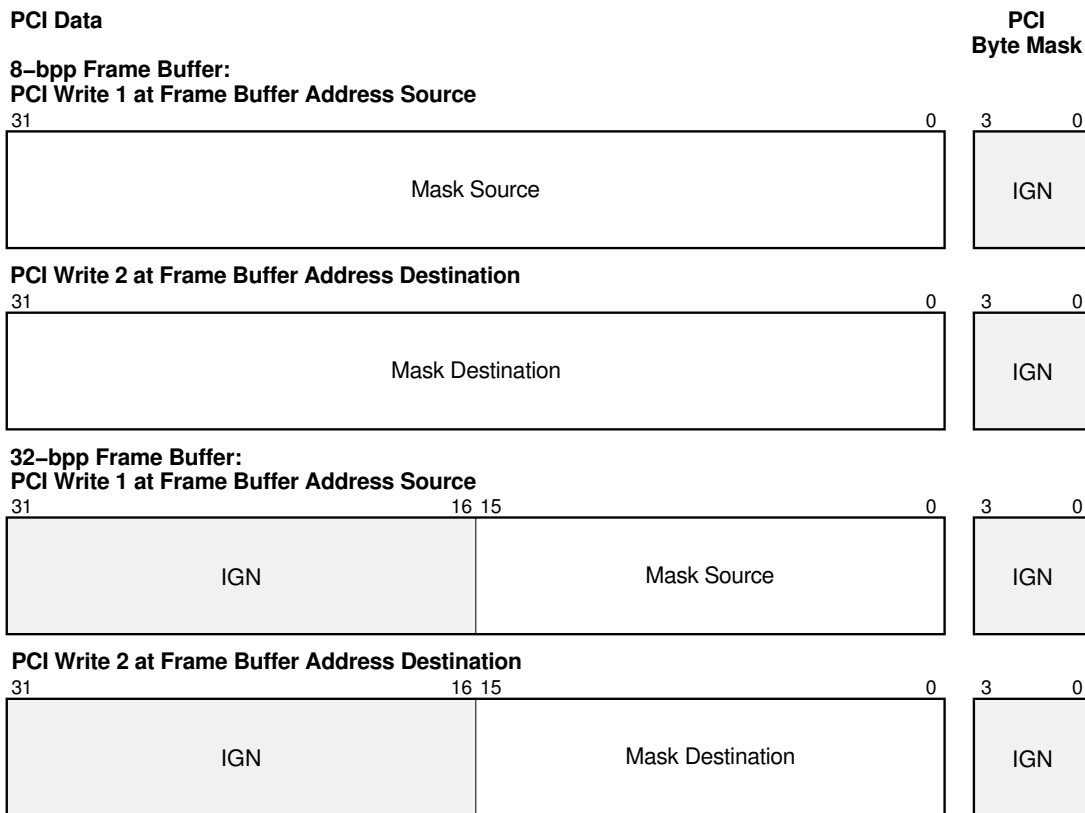 PCI Data
PCI
Byte Mask
8–bpp Frame Buffer:
PCI Write 1 at Frame Buffer Address Source
31 0 3 0
Mask Source IGN
PCI Write 2 at Frame Buffer Address Destination
31 0 3 0
Mask Destination IGN
32–bpp Frame Buffer:
PCI Write 1 at Frame Buffer Address Source
31 16 15 0 3 0
IGN Mask Source IGN
PCI Write 2 at Frame Buffer Address Destination
31 16 15 0 3 0
IGN Mask Destination IGN